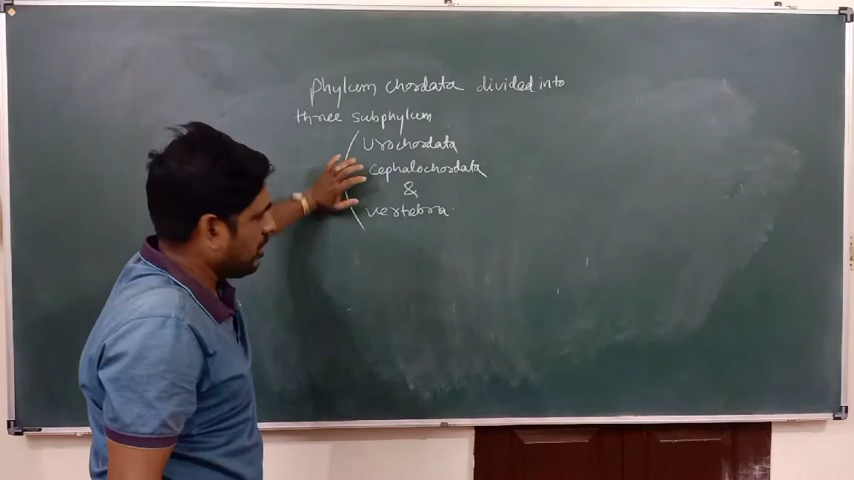 phylum chordata divided into
three subphylum
Urochordata
cephalochordata
&
vertebra